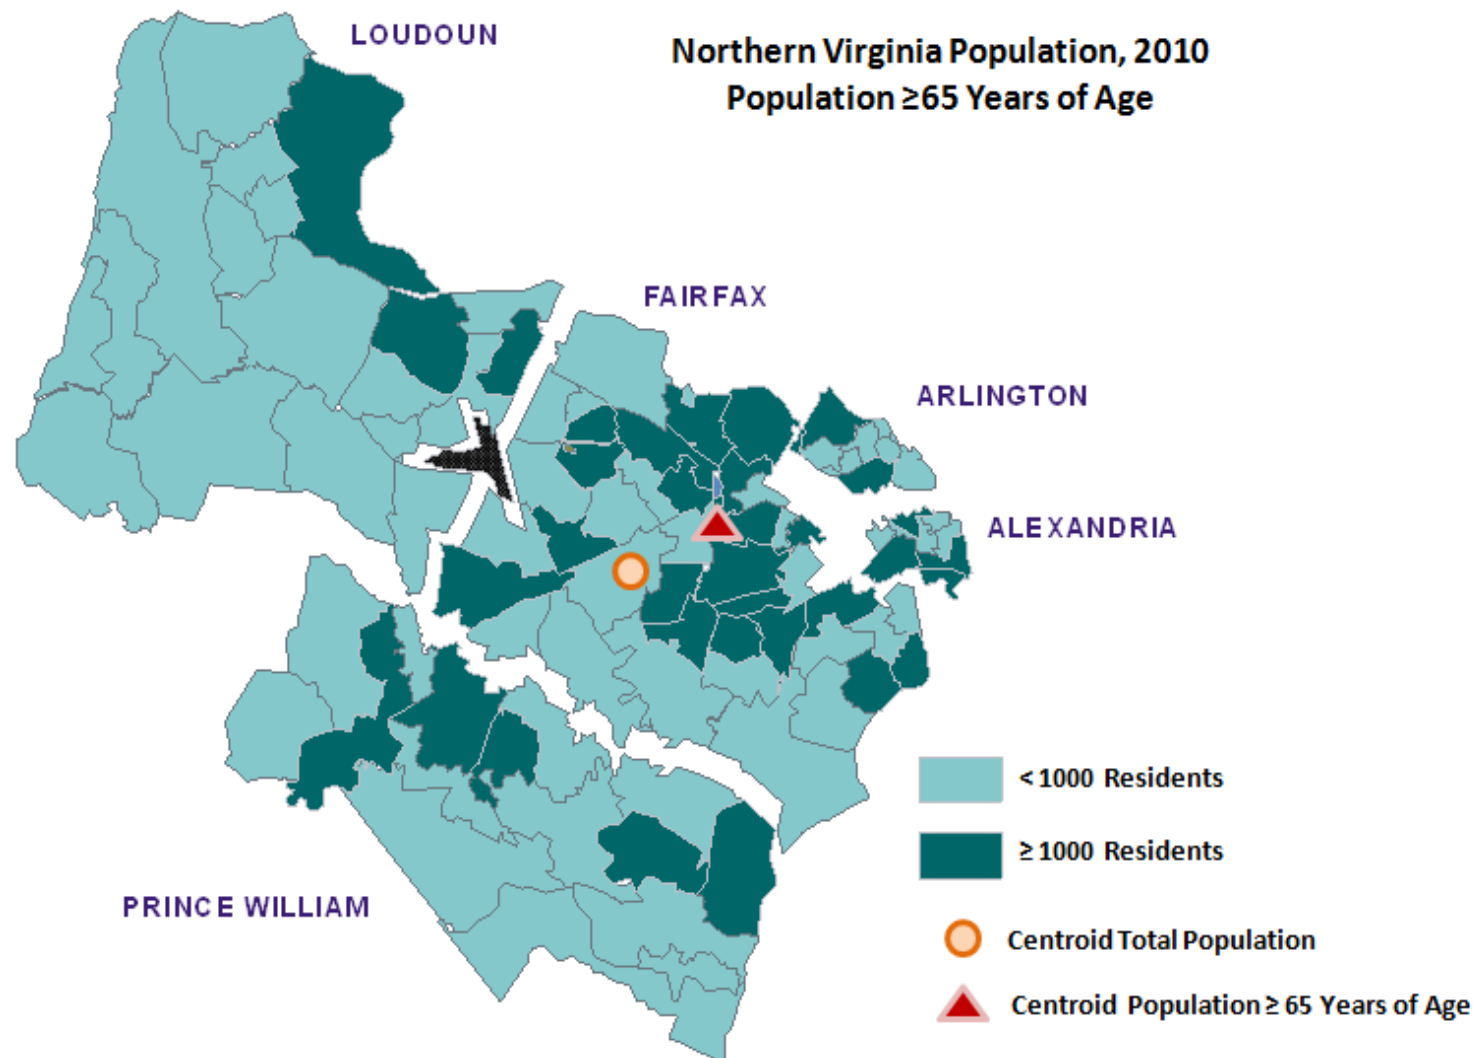 LOUDOUN
Northern Virginia Population, 2010
Population ≥65 Years of Age
FAIRFAX
ARLINGTON
ALEXANDRIA
PRINCE WILLIAM
< 1000 Residents
≥ 1000 Residents
Centroid Total Population
Centroid Population ≥ 65 Years of Age